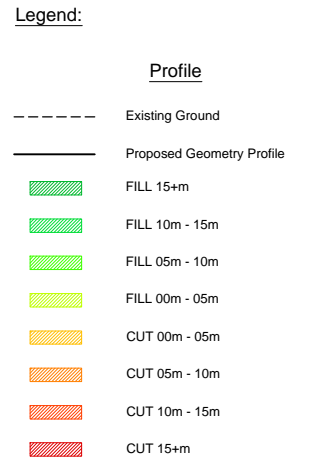 Legend:
Profile
Existing Ground
Proposed Geometry Profile
FILL 15+m
FILL 10m - 15m
FILL 05m - 10m
FILL 00m - 05m
CUT 00m - 05m
CUT 05m - 10m
CUT 10m - 15m
CUT 15+m